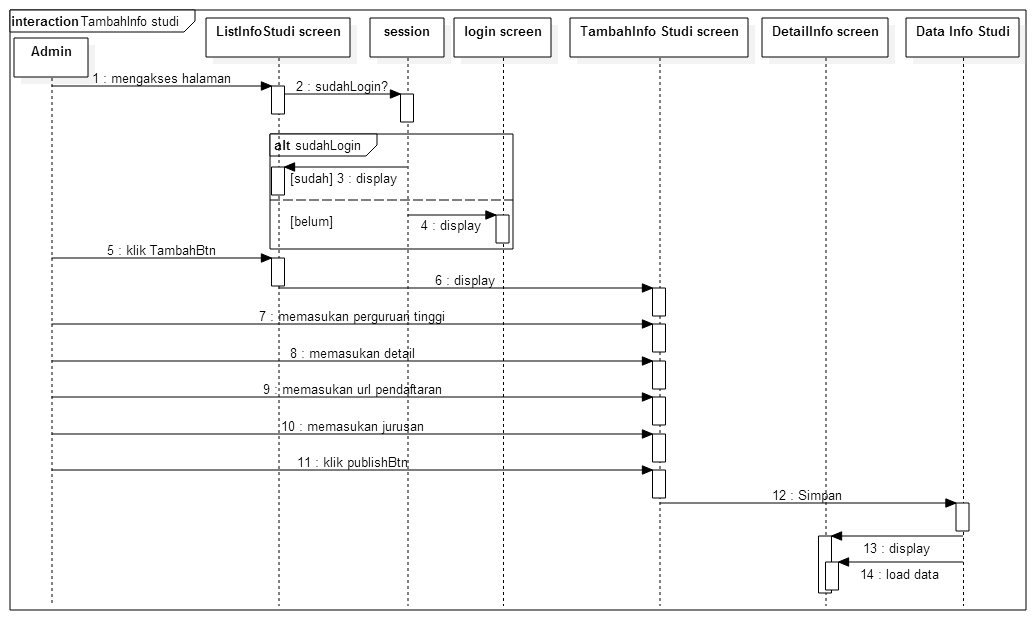 interaction TambahInfo studi
Admin
ListInfoStudi screen
session
login screen
TambahInfo Studi screen
DetailInfo screen
Data Info Studi
1 : mengakses halaman
2 : sudahLogin?
alt sudahLogin
[sudah] 3 : display
[belum]
4 : display
5 : klik TambahBtn
6 : display
7 : memasukan perguruan tinggi
8 : memasukan detail
9 : memasukan url pendaftaran
10 : memasukan jurusan
11 : klik publishBtn
12 : Simpan
13 : display
14 : load data